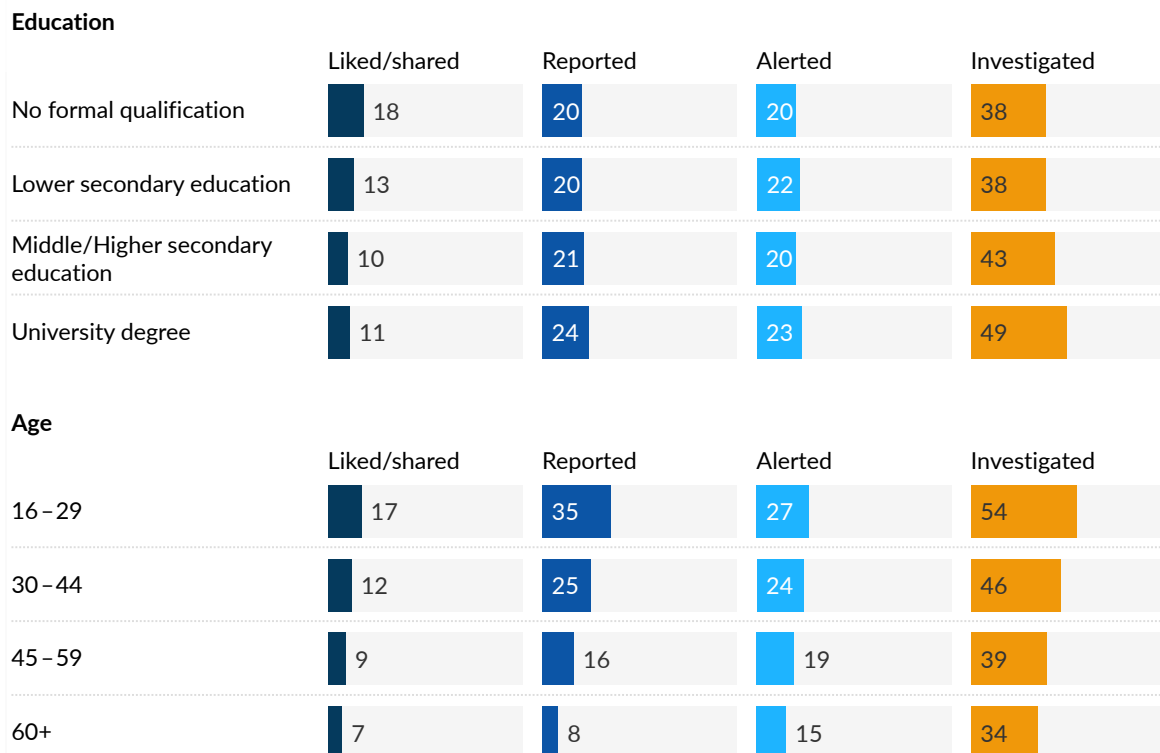 Education
Liked/shared Reported Alerted Investigated
No formal qualification 18 20 20 38
Lower secondary education 13 20 22 38
Middle/Higher secondary
education 10 21 20 43
University degree 11 24 23 49
Age
Liked/shared Reported Alerted Investigated
16–29 17 35 27 54
30–44 12 25 24 46
45–59 9 16 19 39
60+ 7 8 15 34